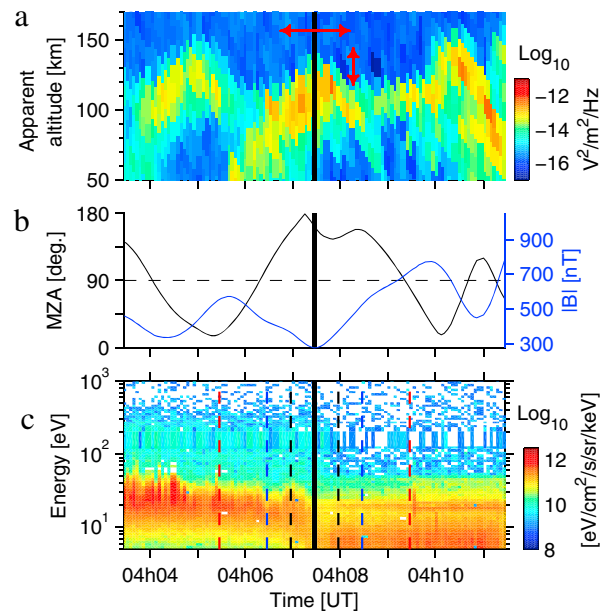 a
Apparent
altitude [km]
150
100
50
Log10
−12
−14
−16
V²/m²/Hz
b
MZA [deg.]
180
90
0
900
700
500
300
|B| [nT]
c
Energy [eV]
10³
10²
10¹
Log10
12
10
8
[eV/cm²/s/sr/keV]
04h04
04h06
04h08
04h10
Time [UT]